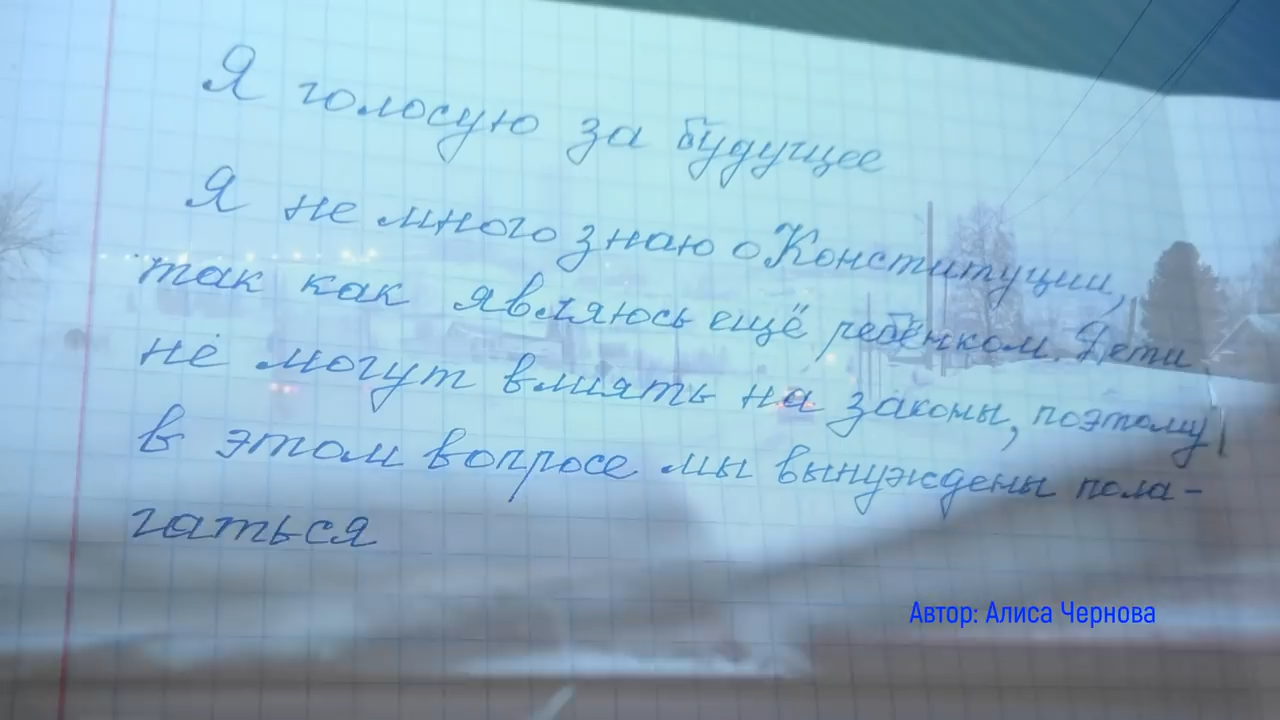 Я голосую за будущее
Я не много знаю о Конституции,
так как являюсь ещё ребёнком. Дети
не могут влиять на законы, поэтому
в этом вопросе мы вынуждены пола-
гаться
Автор: Алиса Чернова